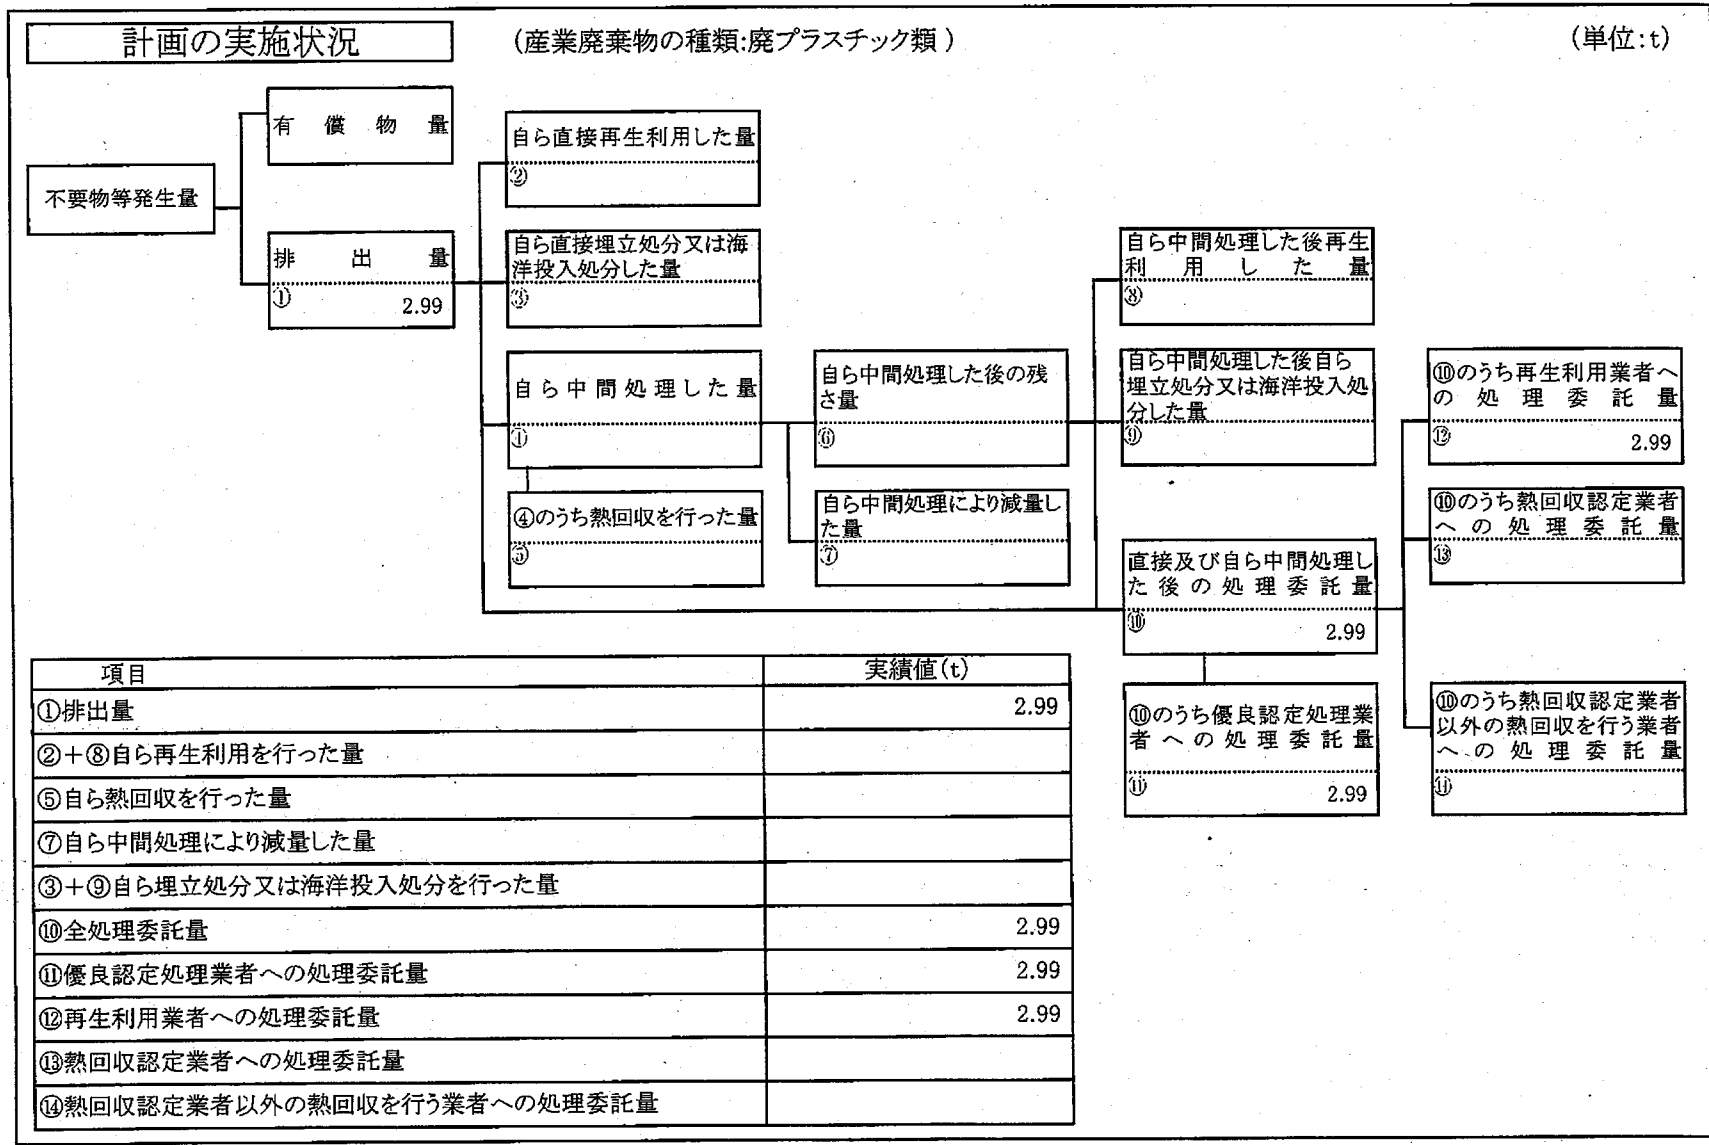 計画の実施状況
(産業廃棄物の種類:廃プラスチック類)
(単位:t)
不要物等発生量
有償物量
排出量
①
2.99
自ら直接再生利用した量
②
自ら直接埋立処分又は海
洋投入処分した量
③
自ら中間処理した量
④
④のうち熱回収を行った量
⑤
自ら中間処理した後の残
さ量
⑥
自ら中間処理により減量し
た量
⑦
自ら中間処理した後再生
利用した量
⑧
自ら中間処理した後自ら
埋立処分又は海洋投入処
分した量
⑨
直接及び自ら中間処理し
た後の処理委託量
⑩
2.99
⑩のうち優良認定処理業
者への処理委託量
⑪
2.99
⑩のうち再生利用業者へ
の処理委託量
⑫
2.99
⑩のうち熱回収認定業者
への処理委託量
⑬
⑩のうち熱回収認定業者
以外の熱回収を行う業者
への処理委託量
⑭
項目 実績値(t)
①排出量 2.99
②+⑧自ら再生利用を行った量
⑤自ら熱回収を行った量
⑦自ら中間処理により減量した量
③+⑨自ら埋立処分又は海洋投入処分を行った量
⑩全処理委託量 2.99
⑪優良認定処理業者への処理委託量 2.99
⑫再生利用業者への処理委託量 2.99
⑬熱回収認定業者への処理委託量
⑭熱回収認定業者以外の熱回収を行う業者への処理委託量